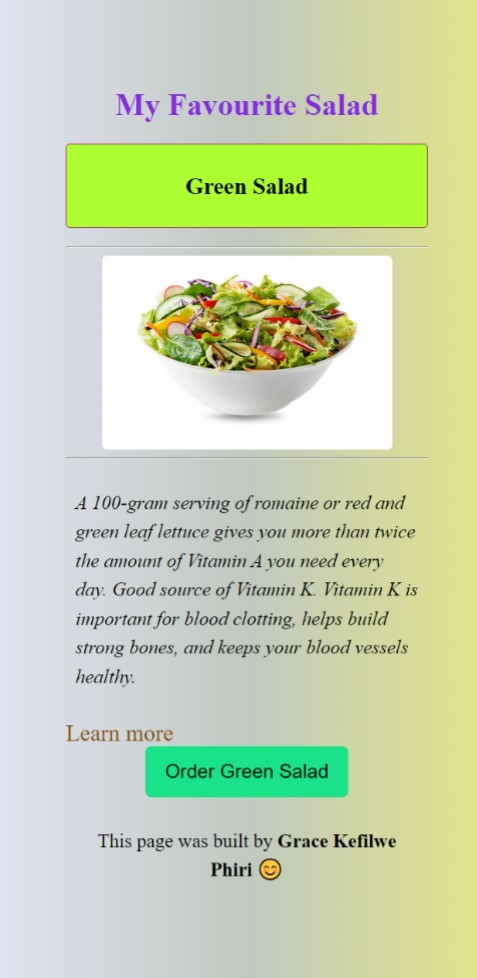 My Favourite Salad
Green Salad
A 100-gram serving of romaine or red and
green leaf lettuce gives you more than twice
the amount of Vitamin A you need every
day. Good source of Vitamin K. Vitamin K is
important for blood clotting, helps build
strong bones, and keeps your blood vessels
healthy.
Learn more
Order Green Salad
This page was built by Grace Kefilwe
Phiri 😊